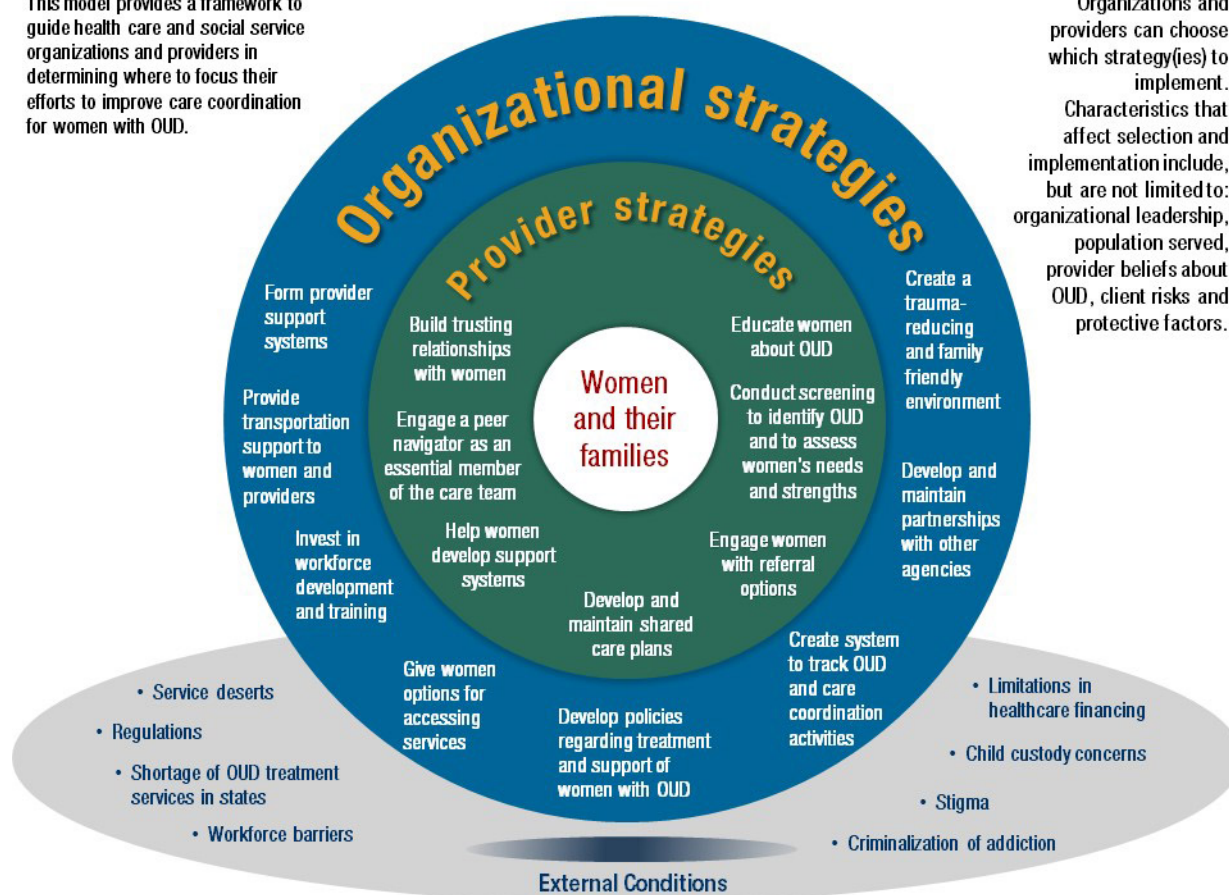 This model provides a framework to
guide health care and social service
organizations and providers in
determining where to focus their
efforts to improve care coordination
for women with OUD.
Organizations and
providers can choose
which strategy(ies) to
implement.
Characteristics that
affect selection and
implementation include,
but are not limited to:
organizational leadership,
population served,
provider beliefs about
OUD, client risks and
protective factors.
Organizational strategies
Provider strategies
Women
and their
families
Form provider
support
systems
Provide
transportation
support to
women and
providers
Invest in
workforce
development
and training
Give women
options for
accessing
services
Develop policies
regarding treatment
and support of
women with OUD
Create system
to track OUD
and care
coordination
activities
Develop and
maintain
partnerships
with other
agencies
Create a
trauma-
reducing
and family
friendly
environment
Build trusting
relationships
with women
Engage a peer
navigator as an
essential member
of the care team
Help women
develop support
systems
Develop and
maintain shared
care plans
Engage women
with referral
options
Conduct screening
to identify OUD
and to assess
women's needs
and strengths
Educate women
about OUD
• Service deserts
• Regulations
• Shortage of OUD treatment
services in states
• Workforce barriers
• Limitations in
healthcare financing
• Child custody concerns
• Stigma
• Criminalization of addiction
External Conditions